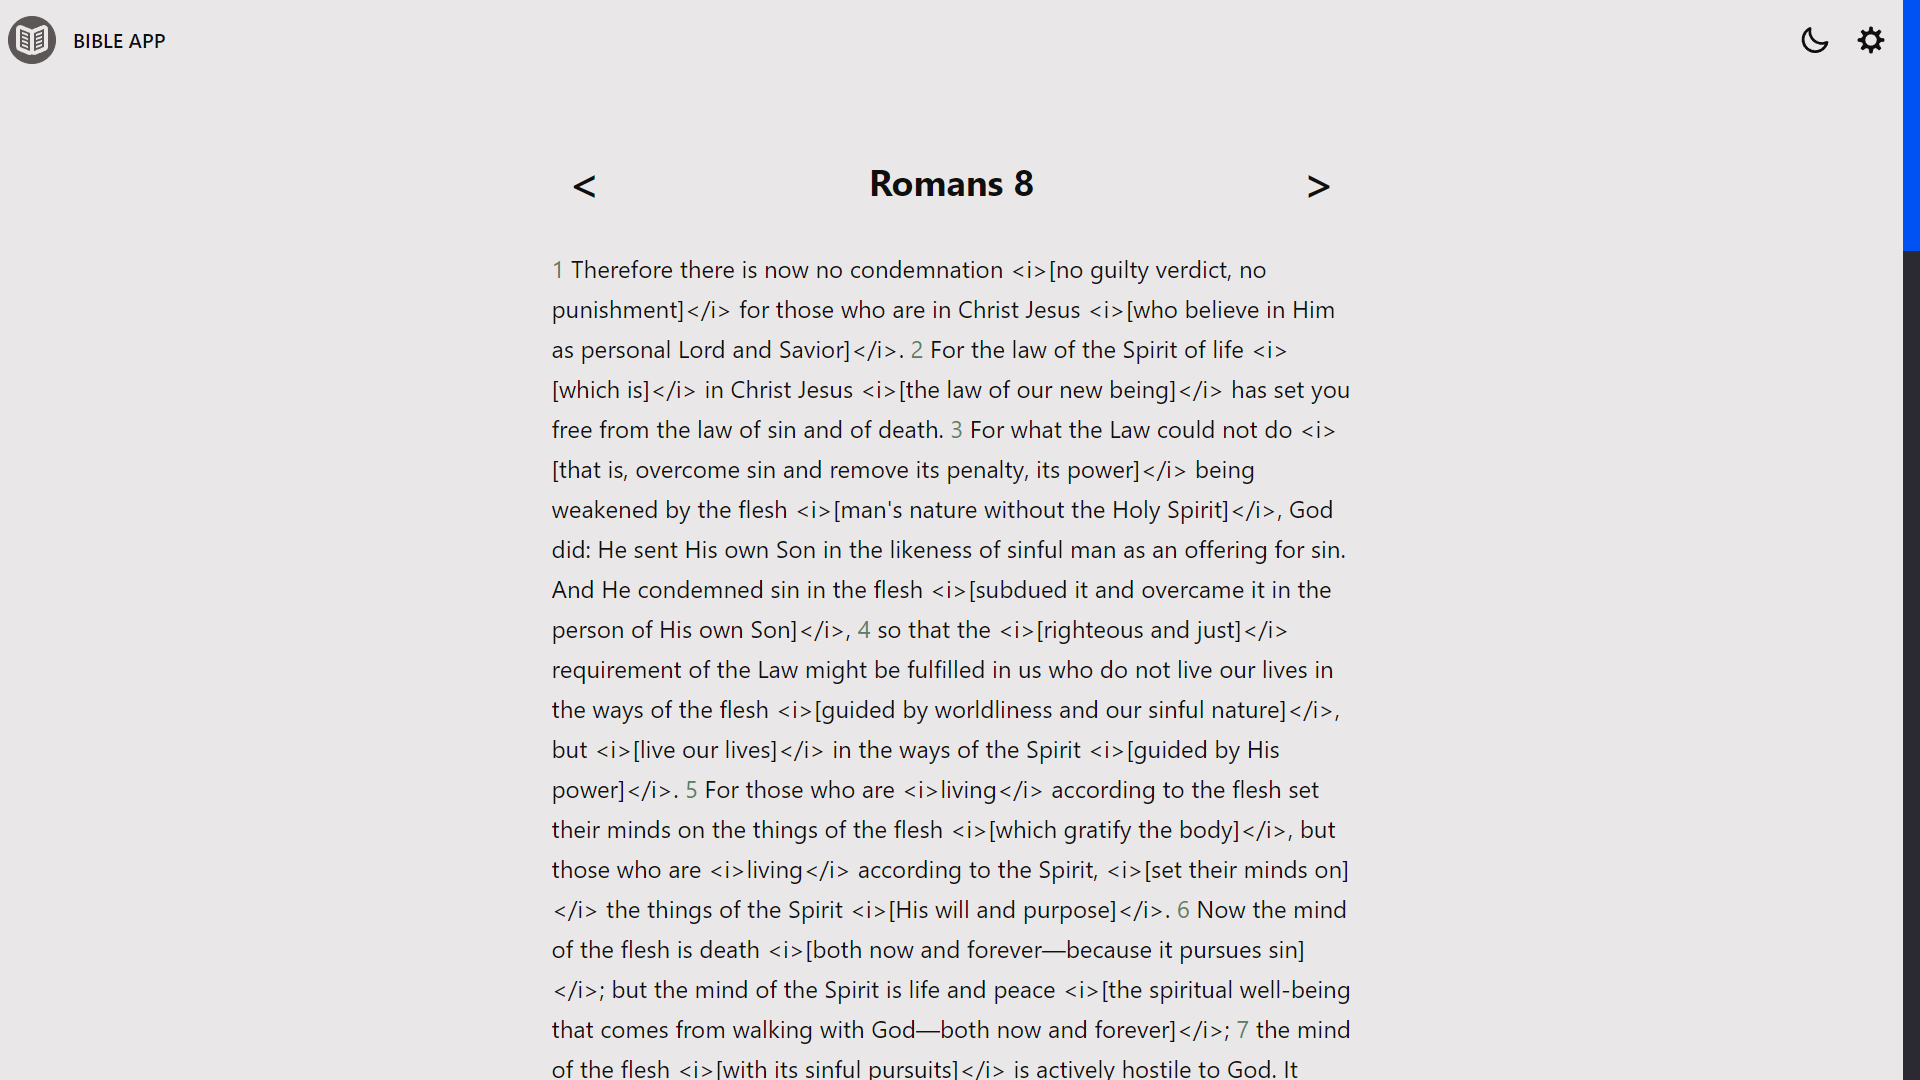 BIBLE APP
< Romans 8 >
1 Therefore there is now no condemnation <i>[no guilty verdict, no
punishment]</i> for those who are in Christ Jesus <i>[who believe in Him
as personal Lord and Savior]</i>. 2 For the law of the Spirit of life <i>
[which is]</i> in Christ Jesus <i>[the law of our new being]</i> has set you
free from the law of sin and of death. 3 For what the Law could not do <i>
[that is, overcome sin and remove its penalty, its power]</i> being
weakened by the flesh <i>[man's nature without the Holy Spirit]</i>, God
did: He sent His own Son in the likeness of sinful man as an offering for sin.
And He condemned sin in the flesh <i>[subdued it and overcame it in the
person of His own Son]</i>, 4 so that the <i>[righteous and just]</i>
requirement of the Law might be fulfilled in us who do not live our lives in
the ways of the flesh <i>[guided by worldliness and our sinful nature]</i>,
but <i>[live our lives]</i> in the ways of the Spirit <i>[guided by His
power]</i>. 5 For those who are <i>living</i> according to the flesh set
their minds on the things of the flesh <i>[which gratify the body]</i>, but
those who are <i>living</i> according to the Spirit, <i>[set their minds on]
</i> the things of the Spirit <i>[His will and purpose]</i>. 6 Now the mind
of the flesh is death <i>[both now and forever—because it pursues sin]
</i>; but the mind of the Spirit is life and peace <i>[the spiritual well-being
that comes from walking with God—both now and forever]</i>; 7 the mind
of the flesh <i>[with its sinful pursuits]</i> is actively hostile to God. It